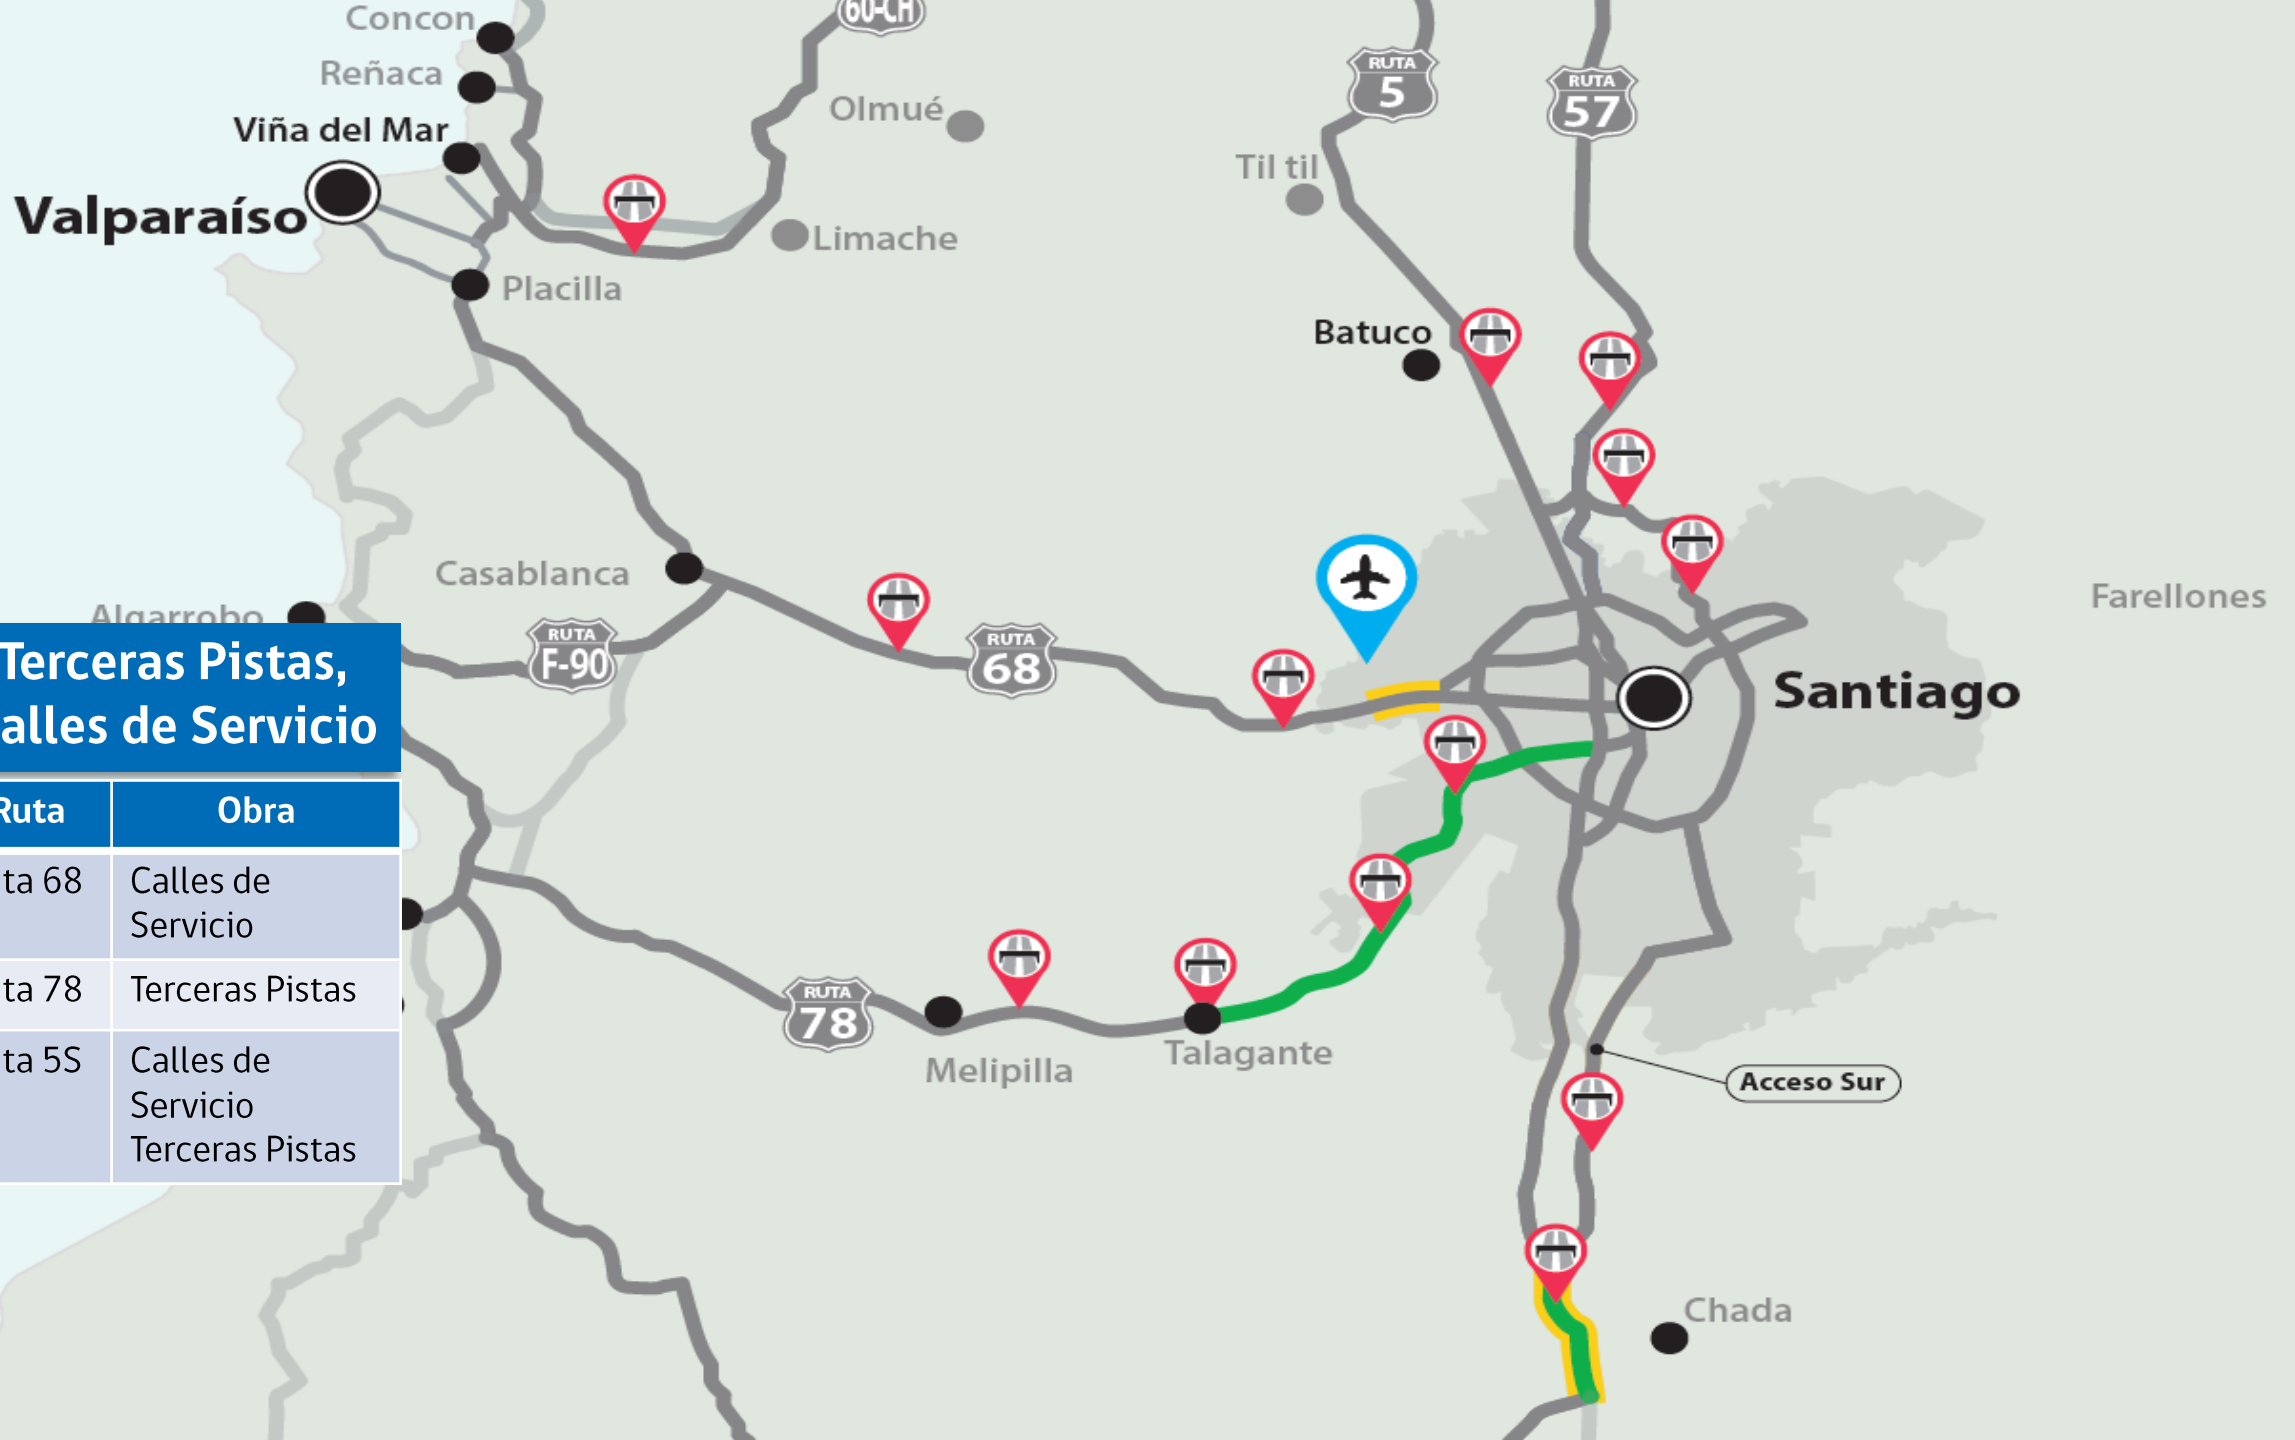 Concon
60-CH
Reñaca
RUTA
5
RUTA
57
Olmué
Viña del Mar
Til til
Valparaíso
Limache
Placilla
Batuco
Casablanca
Farellones
Algarrobo
RUTA
F-90
RUTA
68
Santiago
Terceras Pistas,
alles de Servicio
Ruta
Obra
ta 68
Calles de
Servicio
ta 78
Terceras Pistas
ta 5S
Calles de
Servicio
Terceras Pistas
RUTA
78
Melipilla
Talagante
Acceso Sur
Chada